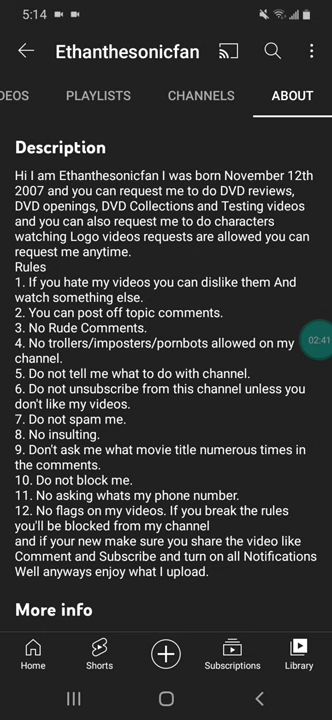 5:14
Ethanthesonicfan
DEOS PLAYLISTS CHANNELS ABOUT
Description
Hi I am Ethanthesonicfan I was born November 12th
2007 and you can request me to do DVD reviews,
DVD openings, DVD Collections and Testing videos
and you can also request me to do characters
watching Logo videos requests are allowed you can
request me anytime.
Rules
1. If you hate my videos you can dislike them And
watch something else.
2. You can post off topic comments.
3. No Rude Comments.
4. No trollers/imposters/pornbots allowed on my
channel.
02:41
5. Do not tell me what to do with channel.
6. Do not unsubscribe from this channel unless you
don't like my videos.
7. Do not spam me.
8. No insulting.
9. Don't ask me what movie title numerous times in
the comments.
10. Do not block me.
11. No asking whats my phone number.
12. No flags on my videos. If you break the rules
you'll be blocked from my channel
and if your new make sure you share the video like
Comment and Subscribe and turn on all Notifications
Well anyways enjoy what I upload.
More info
Home Shorts Subscriptions Library